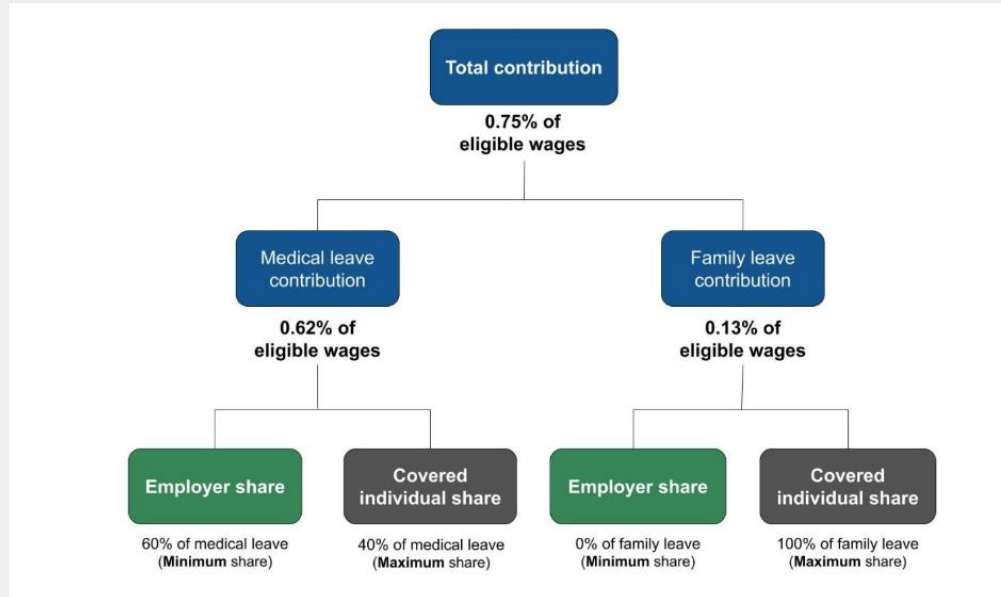 Total contribution
0.75% of
eligible wages
Medical leave
contribution
Family leave
contribution
0.62% of
eligible wages
0.13% of
eligible wages
Employer share
Covered
individual share
Employer share
Covered
individual share
60% of medical leave
(Minimum share)
40% of medical leave
(Maximum share)
0% of family leave
(Minimum share)
100% of family leave
(Maximum share)